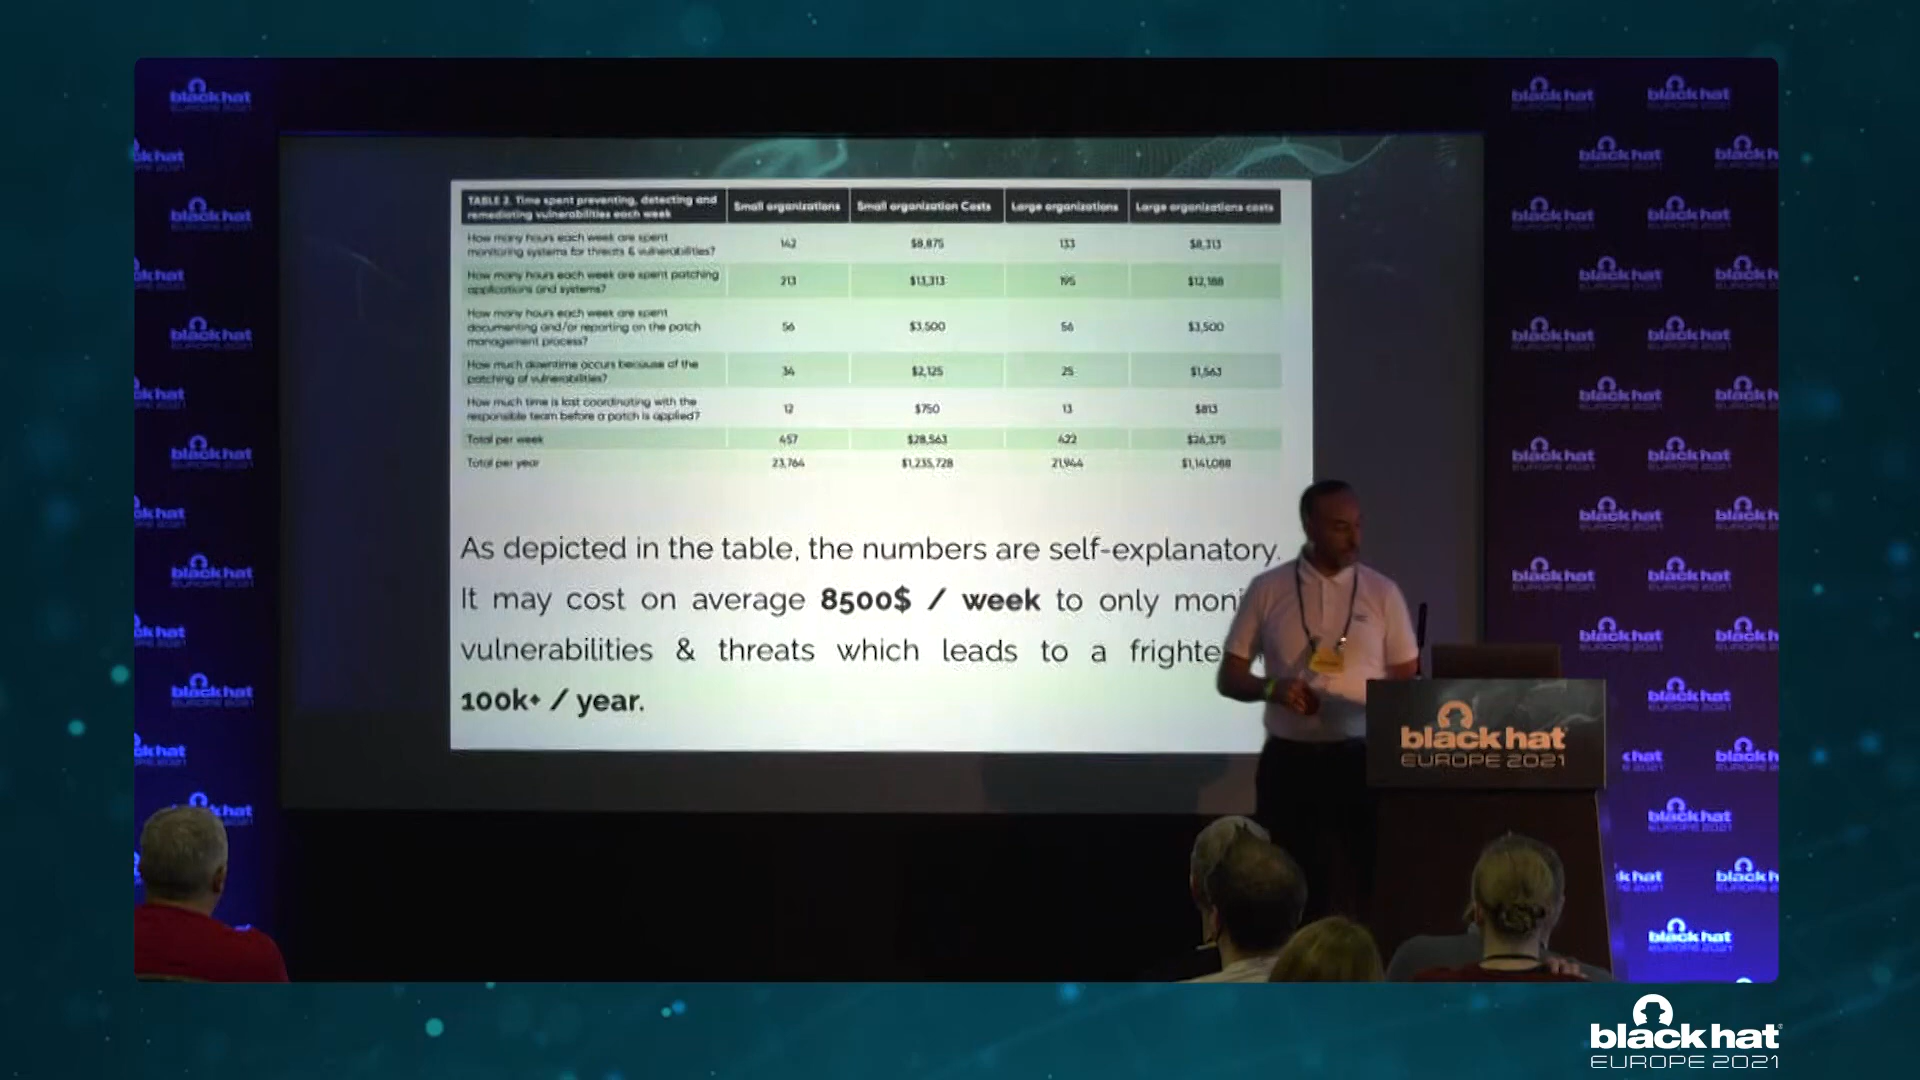 TABLE 2. Time spent preventing, detecting and
remediating vulnerabilities each week
Small organizations
Small organization Costs
Large organizations
Large organizations costs
How many hours each week are spent
monitoring systems for threats & vulnerabilities?
142
$8,875
133
$8,313
How many hours each week are spent patching
applications and systems?
213
$13,313
195
$12,188
How many hours each week are spent
documenting and/or reporting on the patch
management process?
56
$3,500
56
$3,500
How much downtime occurs because of the
patching of vulnerabilities?
34
$2,125
25
$1,563
How much time is lost coordinating with the
responsible team before a patch is applied?
12
$750
13
$813
Total per week
457
$28,563
422
$26,375
Total per year
23,764
$1,235,728
21,944
$1,141,088
As depicted in the table, the numbers are self-explanatory.
It may cost on average 8500$ / week to only moni
vulnerabilities & threats which leads to a frighte
100k+ / year.
black hat
EUROPE 2021
black hat
EUROPE 2021